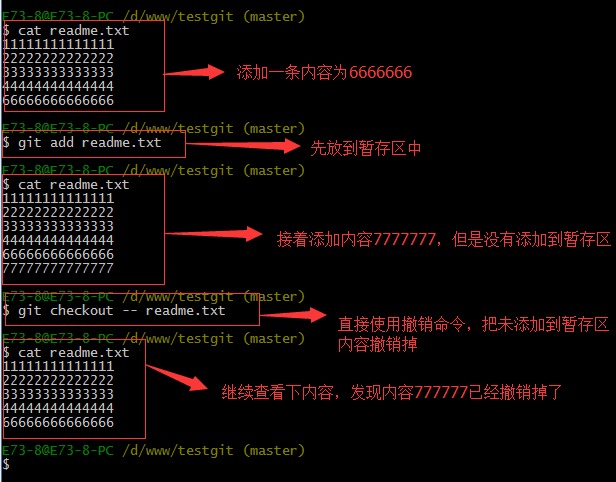 E73-8@E73-8-PC /d/www/testgit (master)
$ cat readme.txt
11111111111111
22222222222222
33333333333333
44444444444444
66666666666666
添加一条内容为6666666
E73-8@E73-8-PC /d/www/testgit (master)
$ git add readme.txt
先放到暂存区中
E73-8@E73-8-PC /d/www/testgit (master)
$ cat readme.txt
11111111111111
22222222222222
33333333333333
44444444444444
66666666666666
77777777777777
接着添加内容7777777，但是没有添加到暂存区
E73-8@E73-8-PC /d/www/testgit (master)
$ git checkout -- readme.txt
直接使用撤销命令，把未添加到暂存区
内容撤销掉
E73-8@E73-8-PC /d/www/testgit (master)
$ cat readme.txt
11111111111111
22222222222222
33333333333333
44444444444444
66666666666666
继续查看下内容，发现内容777777已经撤销掉了
E73-8@E73-8-PC /d/www/testgit (master)
$